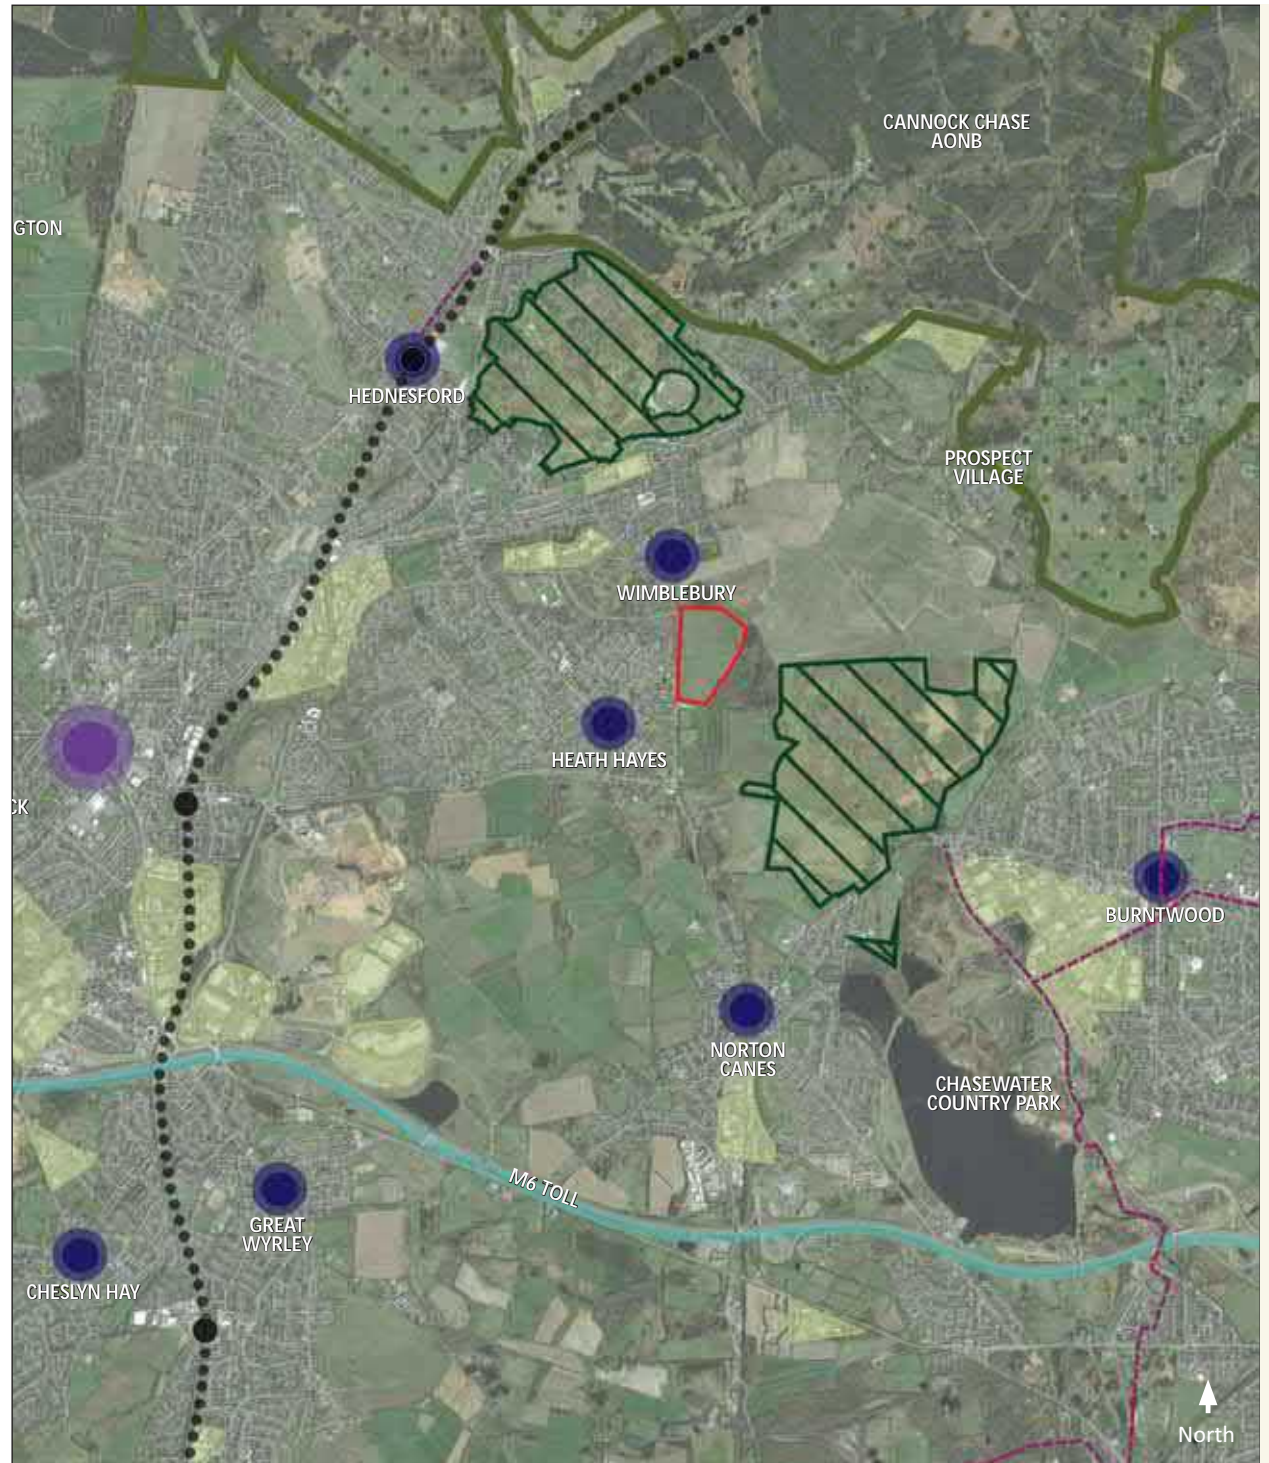 CANNOCK CHASE
AONB
GTON
HEDNESFORD
PROSPECT
VILLAGE
WIMBLEBURY
HEATH HAYES
CK
BURNTWOOD
NORTON
CANES
CHASEWATER
COUNTRY PARK
M6 TOLL
GREAT
WYRLEY
CHESLYN HAY
North